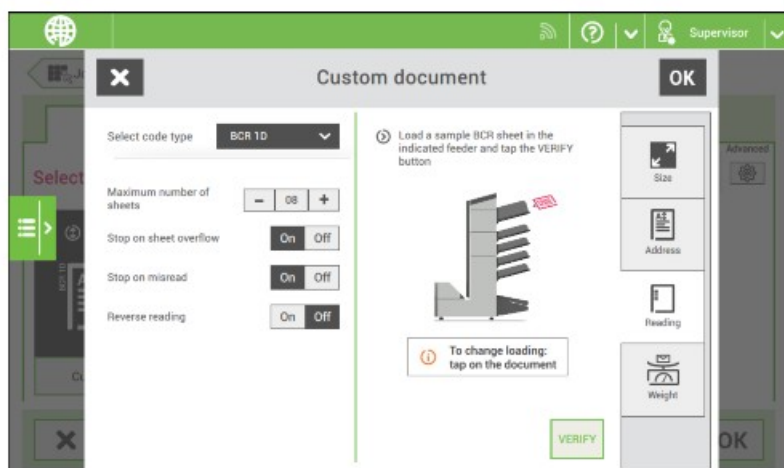 Supervisor
Custom document
OK
Select code type
BCR 1D
Maximum number of
sheets
08
Stop on sheet overflow
On Off
Stop on misread
On Off
Reverse reading
On Off
Load a sample BCR sheet in the
indicated feeder and tap the VERIFY
button
To change loading:
tap on the document
VERIFY
Size
Address
Reading
Weight
Advanced
Select
BCR 1D
OK